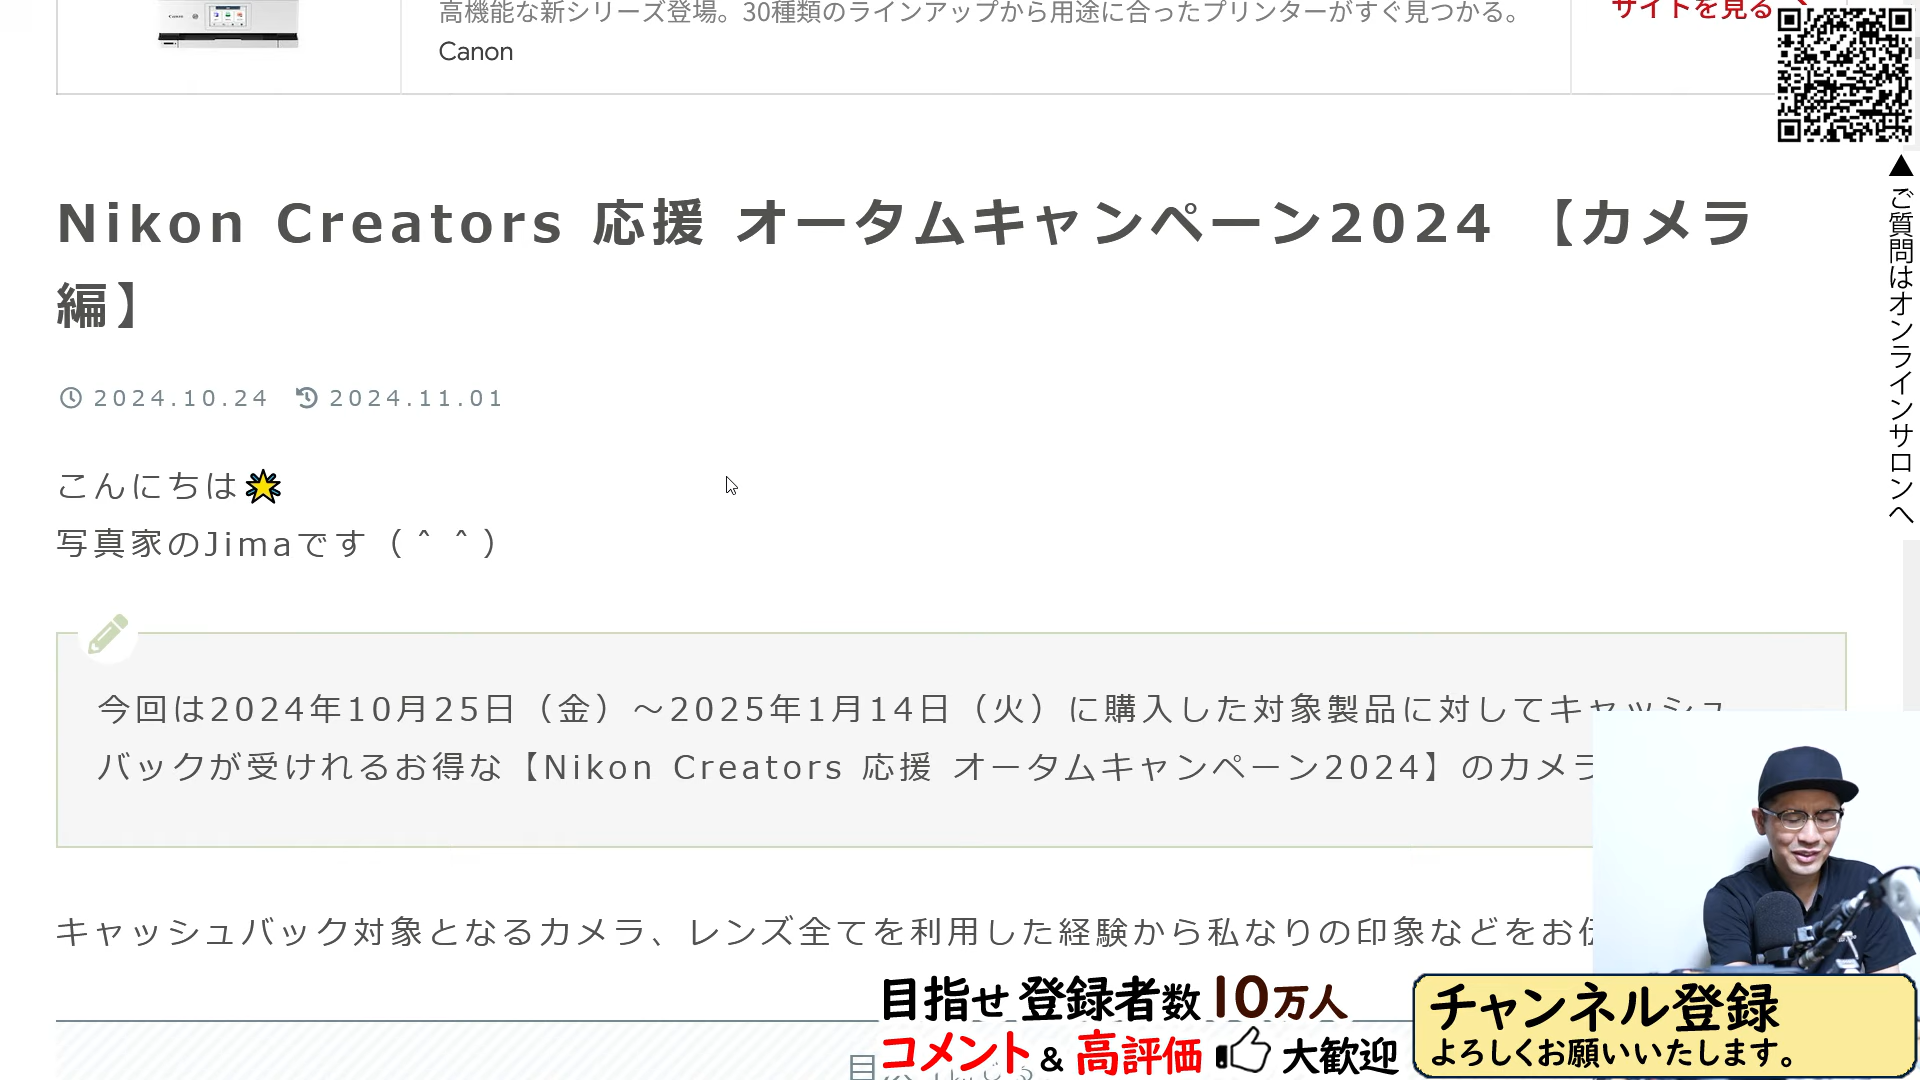 高機能な新シリーズ登場。30種類のラインアップから用途に合ったプリンターがすぐ見つかる。
Canon
サイトを見る
Nikon Creators 応援 オータムキャンペーン2024 【カメラ
編】
2024.10.24 2024.11.01
こんにちは
写真家のJimaです（＾＾）
今回は2024年10月25日（金）～2025年1月14日（火）に購入した対象製品に対してキャッシュ
バックが受けれるお得な【Nikon Creators 応援 オータムキャンペーン2024】のカメラ
キャッシュバック対象となるカメラ、レンズ全てを利用した経験から私なりの印象などをお伝
▲ご質問はオンラインサロンへ
目指せ 登録者数 10万人
コメント & 高評価 大歓迎
チャンネル登録
よろしくお願いいたします。